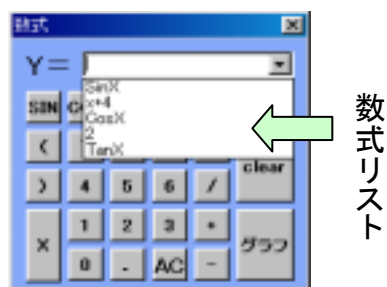 数式
Y=
SinX
x*4
CosX
2
TanX
SIN
(
clear
) 4 5 6 /
X 1 2 3 +
グラフ
0 . AC -
数式リスト